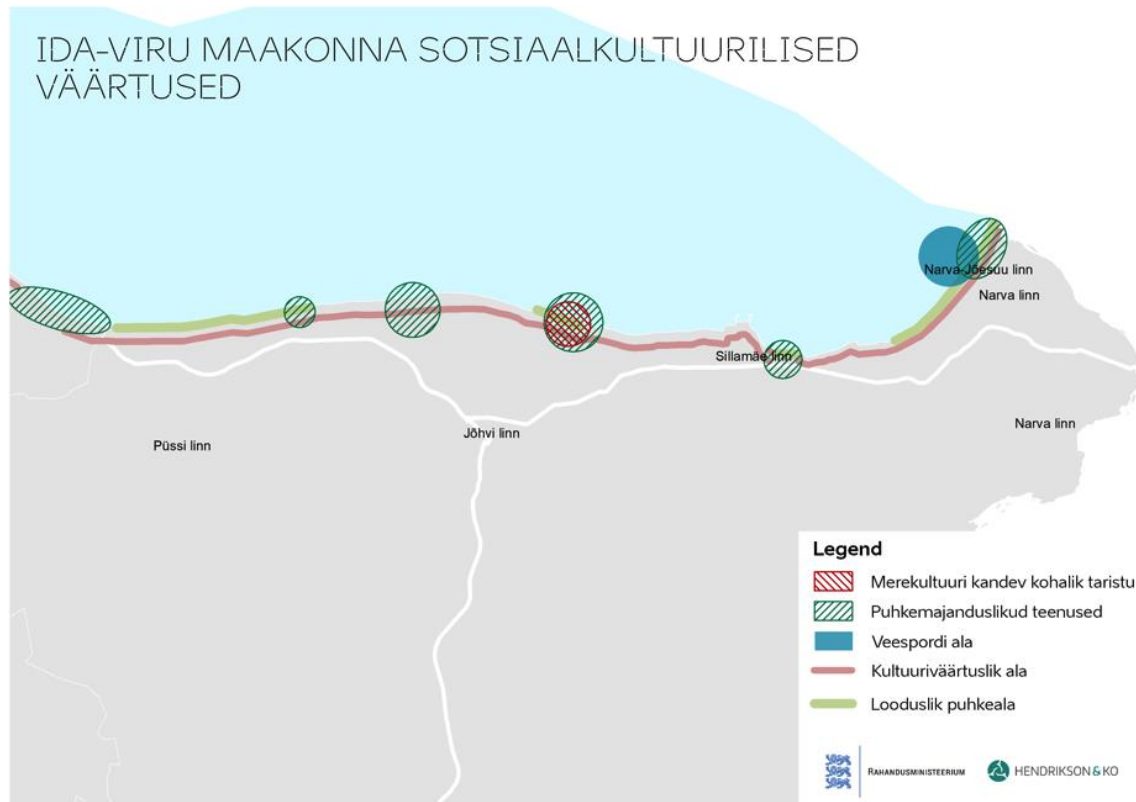 IDA-VIRU MAAKONNA SOTSIAALKULTUURILISED
VÄÄRTUSED
Narva-Jõesuu linn
Narva linn
Sillamäe linn
Jõhvi linn
Narva linn
Püssi linn
Legend
Merekultuuri kandev kohalik taristu
Puhkemajanduslikud teenused
Veespordi ala
Kultuuriväärtuslik ala
Looduslik puhkeala
RAHANDUSMINISTEERIUM
HENDRIKSON & KO